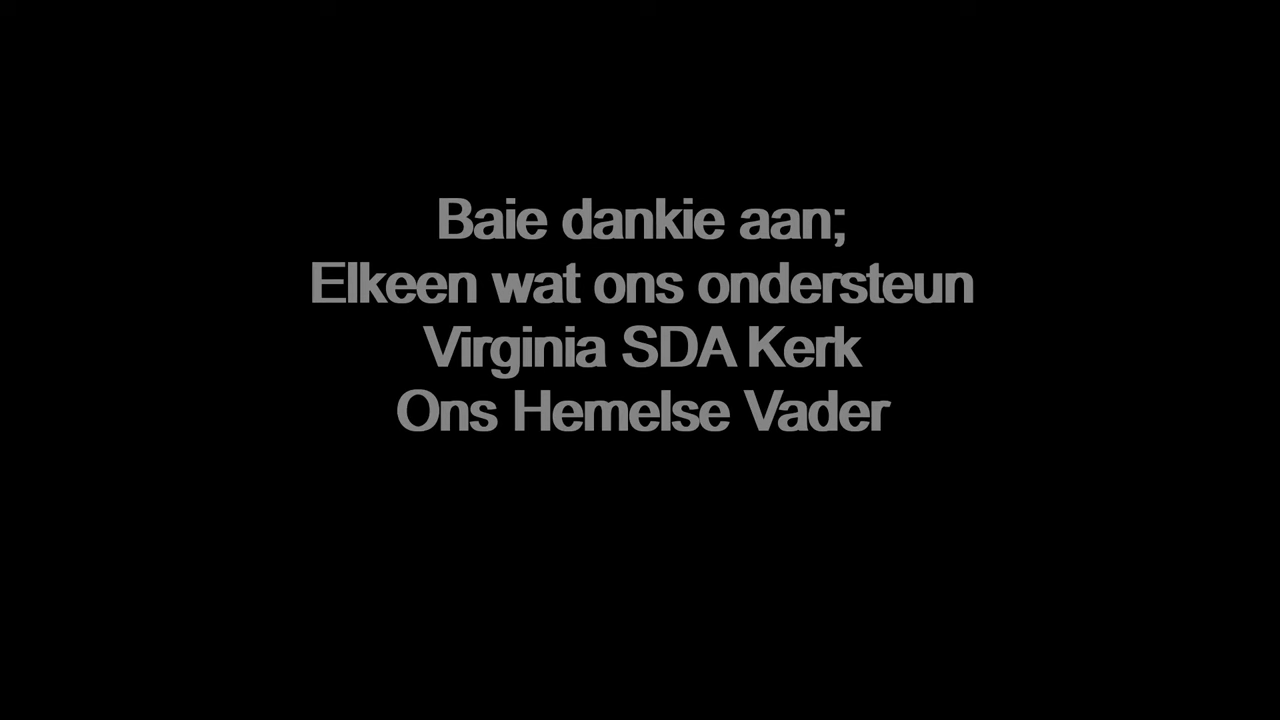 Baie dankie aan;
Elkeen wat ons ondersteun
Virginia SDA Kerk
Ons Hemelse Vader